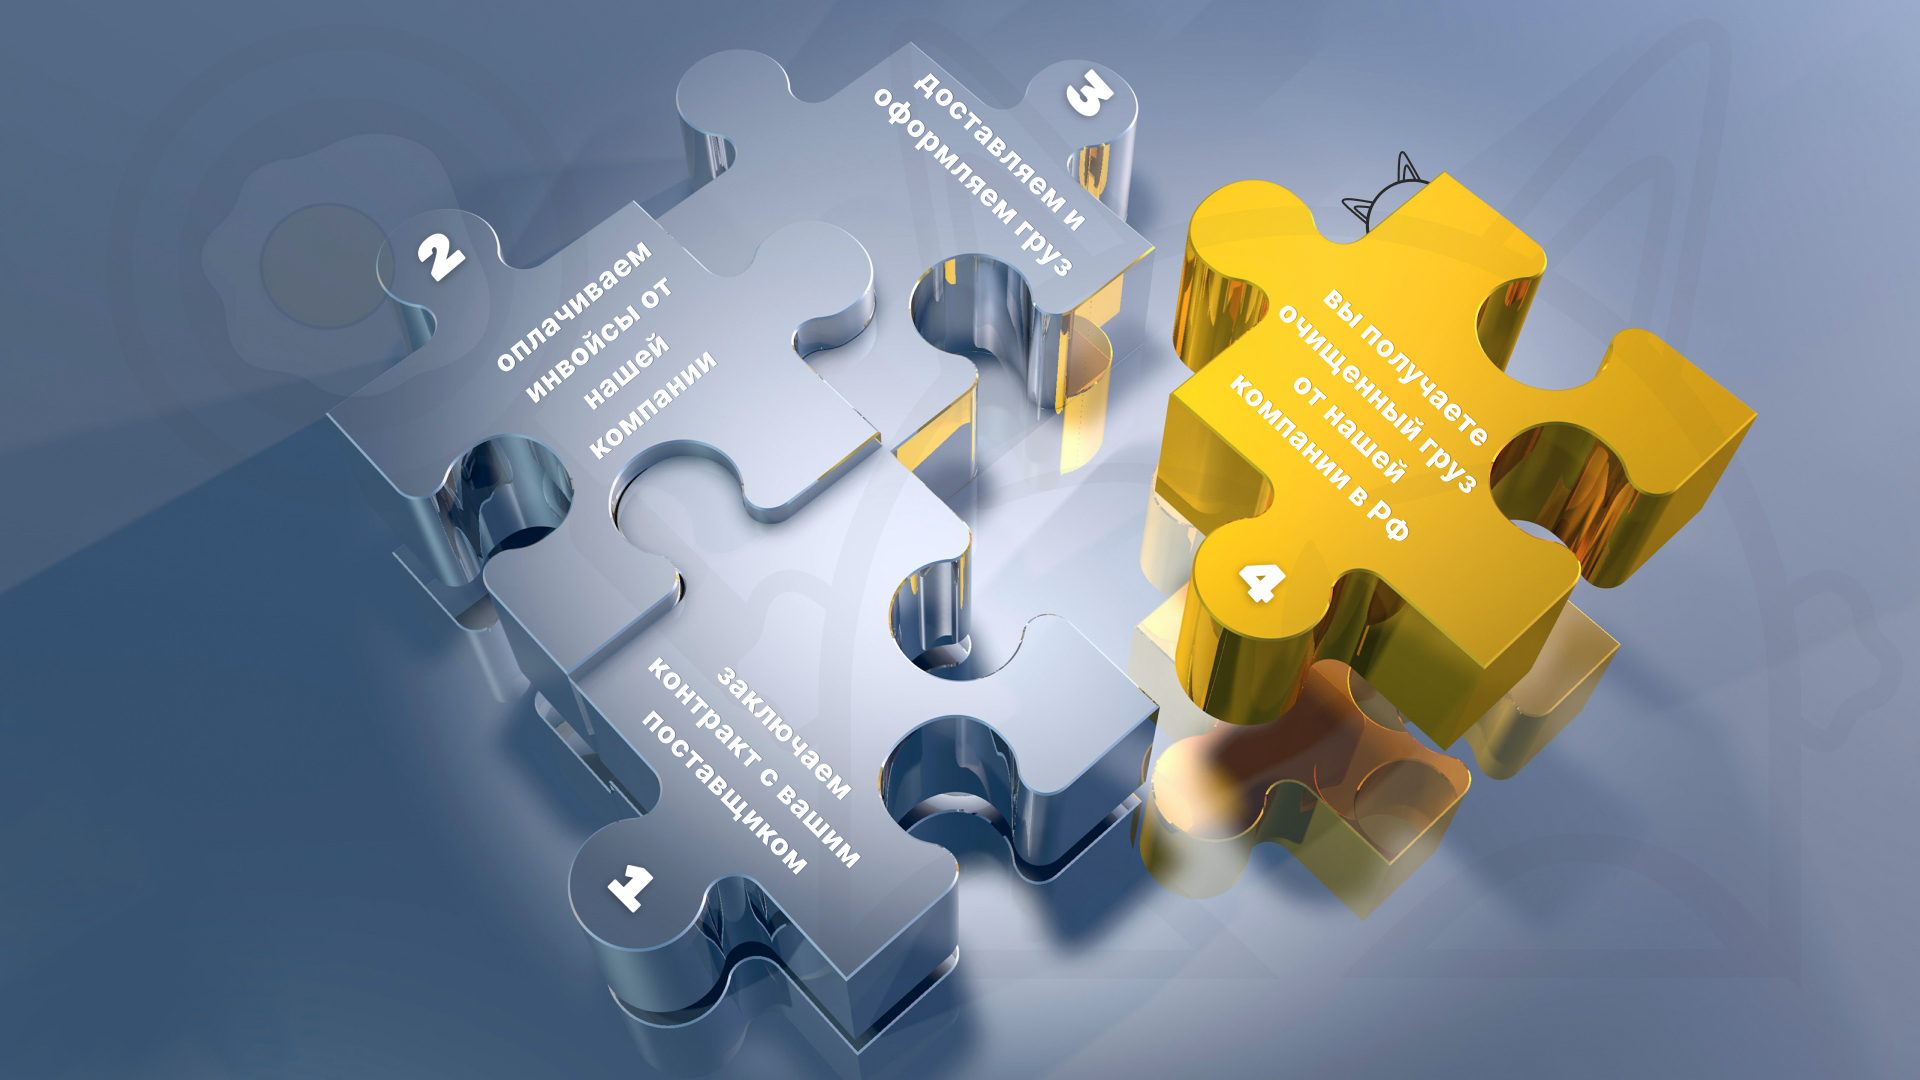 1
заключаем
контракт с вашим
поставщиком
2
оплачиваем
инвойсы от
нашей
компании
3
доставляем и
оформляем груз
4
вы получаете
очищенный груз
от нашей
компании в РФ